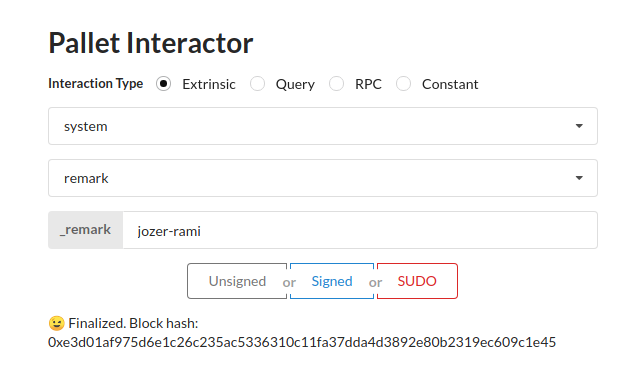 Pallet Interactor
Interaction Type Extrinsic Query RPC Constant
system
remark
_remark jozer-rami
Unsigned or Signed or SUDO
😉 Finalized. Block hash:
0xe3d01af975d6e1c26c235ac5336310c11fa37dda4d3892e80b2319ec609c1e45